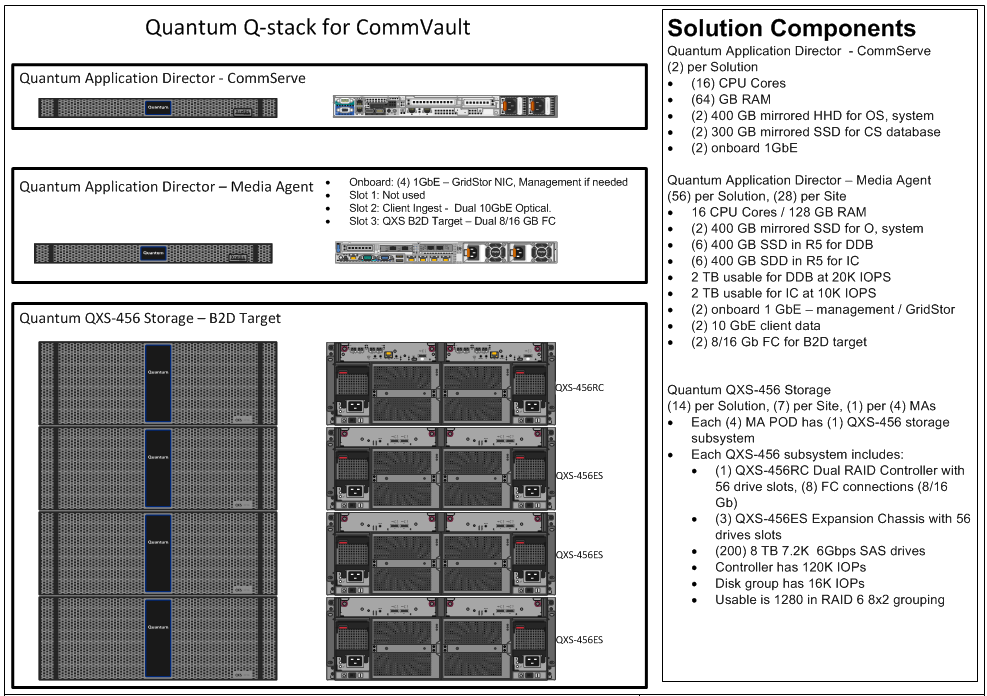 Quantum Q-stack for CommVault
Quantum Application Director - CommServe
Quantum
Quantum Application Director – Media Agent
• Onboard: (4) 1GbE – GridStor NIC, Management if needed
• Slot 1: Not used
• Slot 2: Client Ingest - Dual 10GbE Optical.
• Slot 3: QXS B2D Target – Dual 8/16 GB FC
Quantum
Quantum QXS-456 Storage – B2D Target
Quantum
QXS-456RC
Quantum
QXS-456ES
Quantum
QXS-456ES
Quantum
QXS-456ES
Solution Components
Quantum Application Director - CommServe
(2) per Solution
• (16) CPU Cores
• (64) GB RAM
• (2) 400 GB mirrored HHD for OS, system
• (2) 300 GB mirrored SSD for CS database
• (2) onboard 1GbE
Quantum Application Director – Media Agent
(56) per Solution, (28) per Site
• 16 CPU Cores / 128 GB RAM
• (2) 400 GB mirrored SSD for O, system
• (6) 400 GB SSD in R5 for DDB
• (6) 400 GB SDD in R5 for IC
• 2 TB usable for DDB at 20K IOPS
• 2 TB usable for IC at 10K IOPS
• (2) onboard 1 GbE – management / GridStor
• (2) 10 GbE client data
• (2) 8/16 Gb FC for B2D target
Quantum QXS-456 Storage
(14) per Solution, (7) per Site, (1) per (4) MAs
• Each (4) MA POD has (1) QXS-456 storage
subsystem
• Each QXS-456 subsystem includes:
• (1) QXS-456RC Dual RAID Controller with
56 drive slots, (8) FC connections (8/16
Gb)
• (3) QXS-456ES Expansion Chassis with 56
drives slots
• (200) 8 TB 7.2K 6Gbps SAS drives
• Controller has 120K IOPs
• Disk group has 16K IOPs
• Usable is 1280 in RAID 6 8x2 grouping